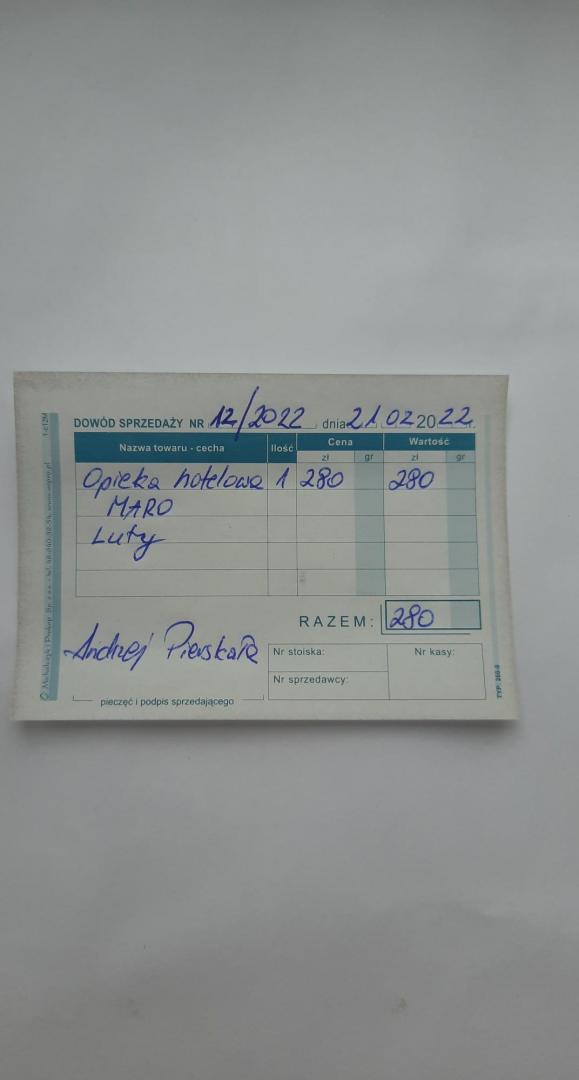 DOWÓD SPRZEDAŻY NR 12/2022 dnia 21.02 2022 r.
Nazwa towaru - cecha Ilość Cena Wartość
zł gr zł gr
Opieka hotelowa 1 280 280
MARO
Luty
RAZEM: 280
Andrzej
Nr stoiska: Nr kasy:
Nr sprzedawcy:
pieczęć i podpis sprzedającego